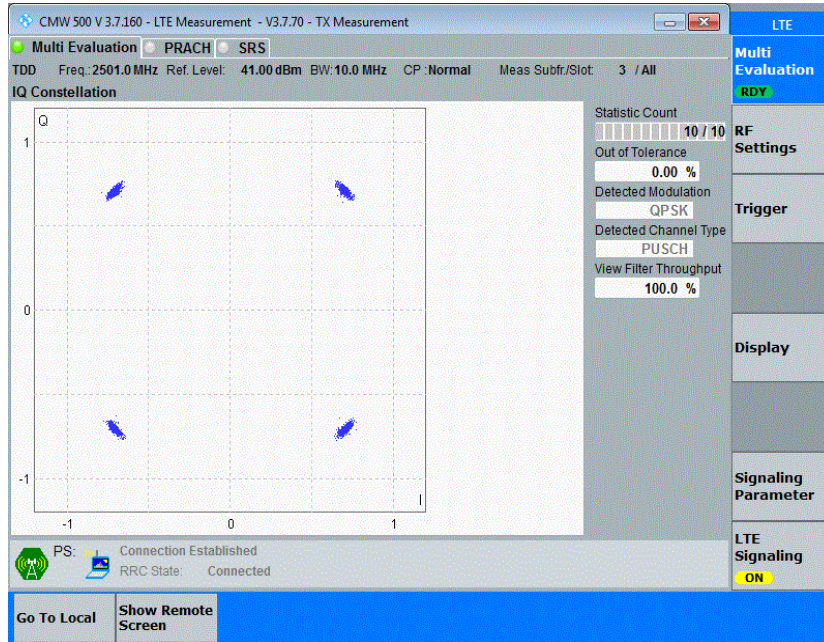 CMW 500 V 3.7.160 - LTE Measurement - V3.7.70 - TX Measurement
LTE
Multi Evaluation PRACH SRS
Multi
Evaluation
RDY
TDD Freq.: 2501.0 MHz Ref. Level: 41.00 dBm BW: 10.0 MHz CP : Normal Meas Subfr./Slot: 3 / All
IQ Constellation
Q
1
0
-1
-1 0 1
I
Statistic Count
10 / 10
Out of Tolerance
0.00 %
Detected Modulation
QPSK
Detected Channel Type
PUSCH
View Filter Throughput
100.0 %
RF
Settings
Trigger
Display
Signaling
Parameter
LTE
Signaling
ON
PS: Connection Established
RRC State: Connected
Go To Local
Show Remote
Screen